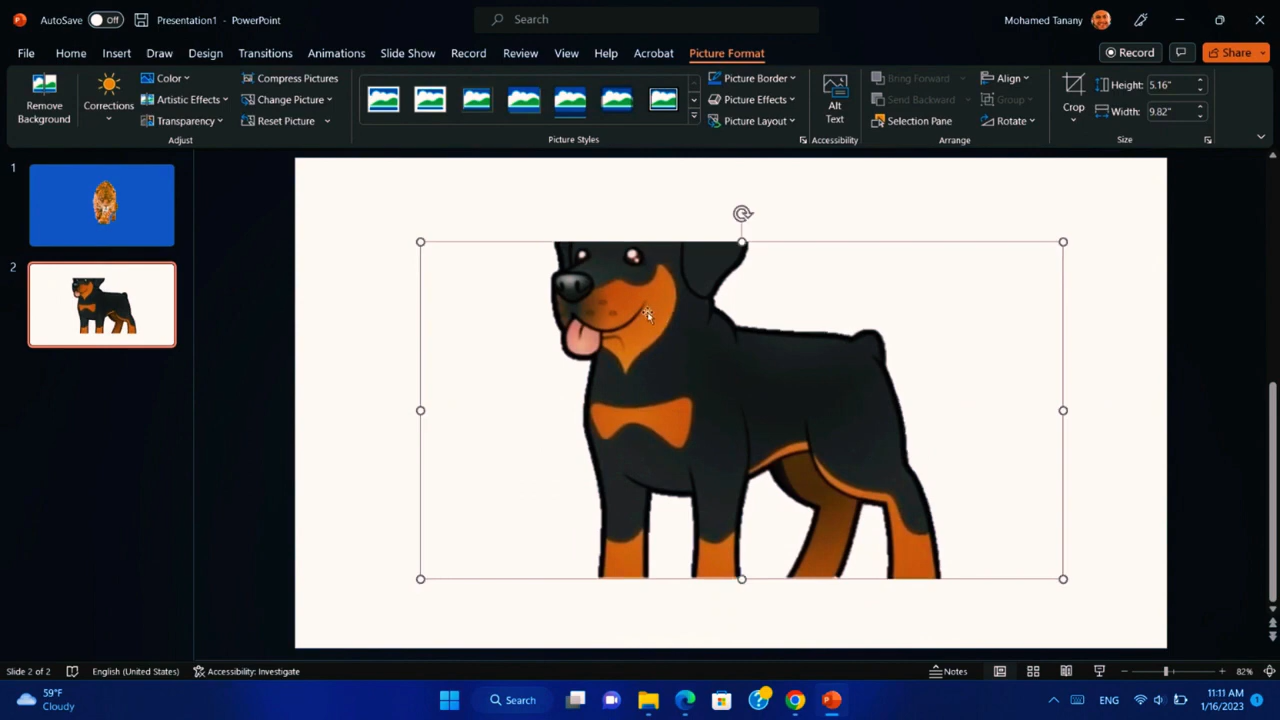 AutoSave Off Presentation1 - PowerPoint Search Mohamed Tanany
File Home Insert Draw Design Transitions Animations Slide Show Record Review View Help Acrobat Picture Format Record Share
Remove Background
Corrections
Color
Artistic Effects
Transparency
Compress Pictures
Change Picture
Reset Picture
Adjust
Picture Styles
Picture Border
Picture Effects
Picture Layout
Alt Text
Accessibility
Bring Forward
Send Backward
Selection Pane
Align
Group
Rotate
Arrange
Crop
Height: 5.16"
Width: 9.82"
Size
1
2
Slide 2 of 2 English (United States) Accessibility: Investigate Notes 82%
59°F
Cloudy
Search
ENG
11:11 AM
1/16/2023
1